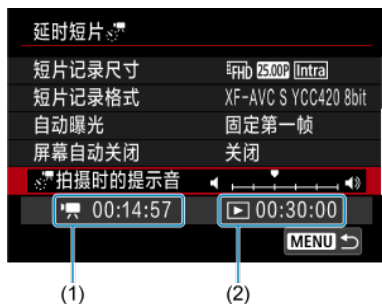 延时短片
短片记录尺寸 FHD 25.00P Intra
短片记录格式 XF-AVC S YCC420 8bit
自动曝光 固定第一帧
屏幕自动关闭 关闭
拍摄时的提示音
00:14:57 00:30:00
MENU
(1) (2)